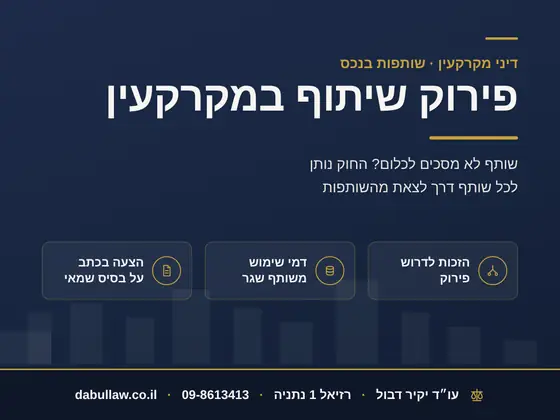 דיני מקרקעין · שותפות בנכס
פירוק שיתוף במקרקעין
שותף לא מסכים לכלום? החוק נותן
לכל שותף דרך לצאת מהשותפות
הזכות לדרוש
פירוק
דמי שימוש
משותף שגר
הצעה בכתב
על בסיס שמאי
עו״ד יקיר דבול · רזיאל 1 נתניה · 09-8613413 · dabullaw.co.il